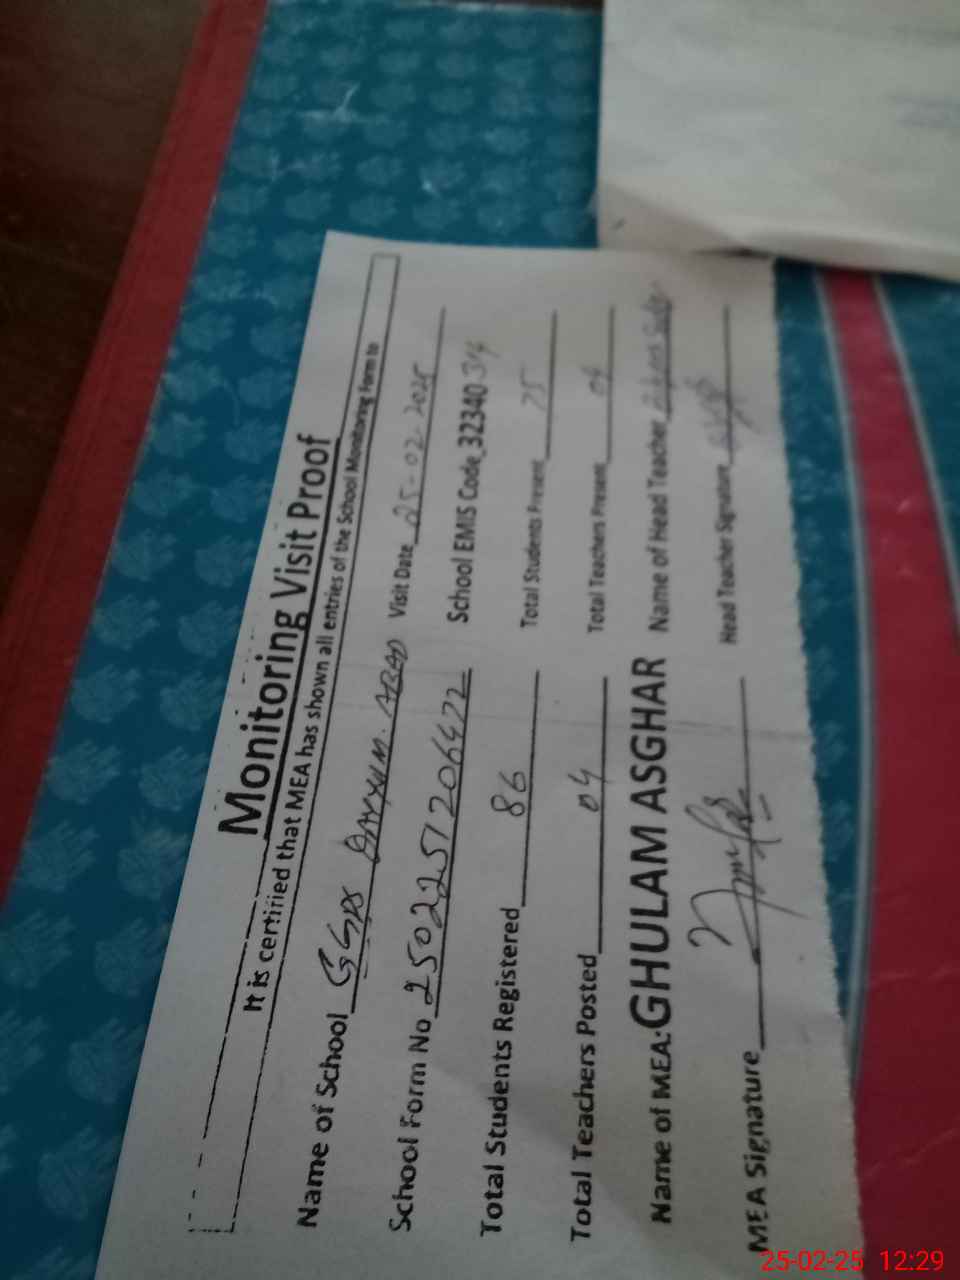 Monitoring Visit Proof
It is certified that MEA has shown all entries of the School Monitoring Form to
Name of School GGPS DAYYUM. ABAD Visit Date 25-02-2025
School Form No 2502251206422 School EMIS Code 32340314
Total Students Registered 86 Total Students Present 75
Total Teachers Posted 04 Total Teachers Present 04
Name of MEA: GHULAM ASGHAR Name of Head Teacher
MEA Signature Head Teacher Signature
25-02-25 12:29